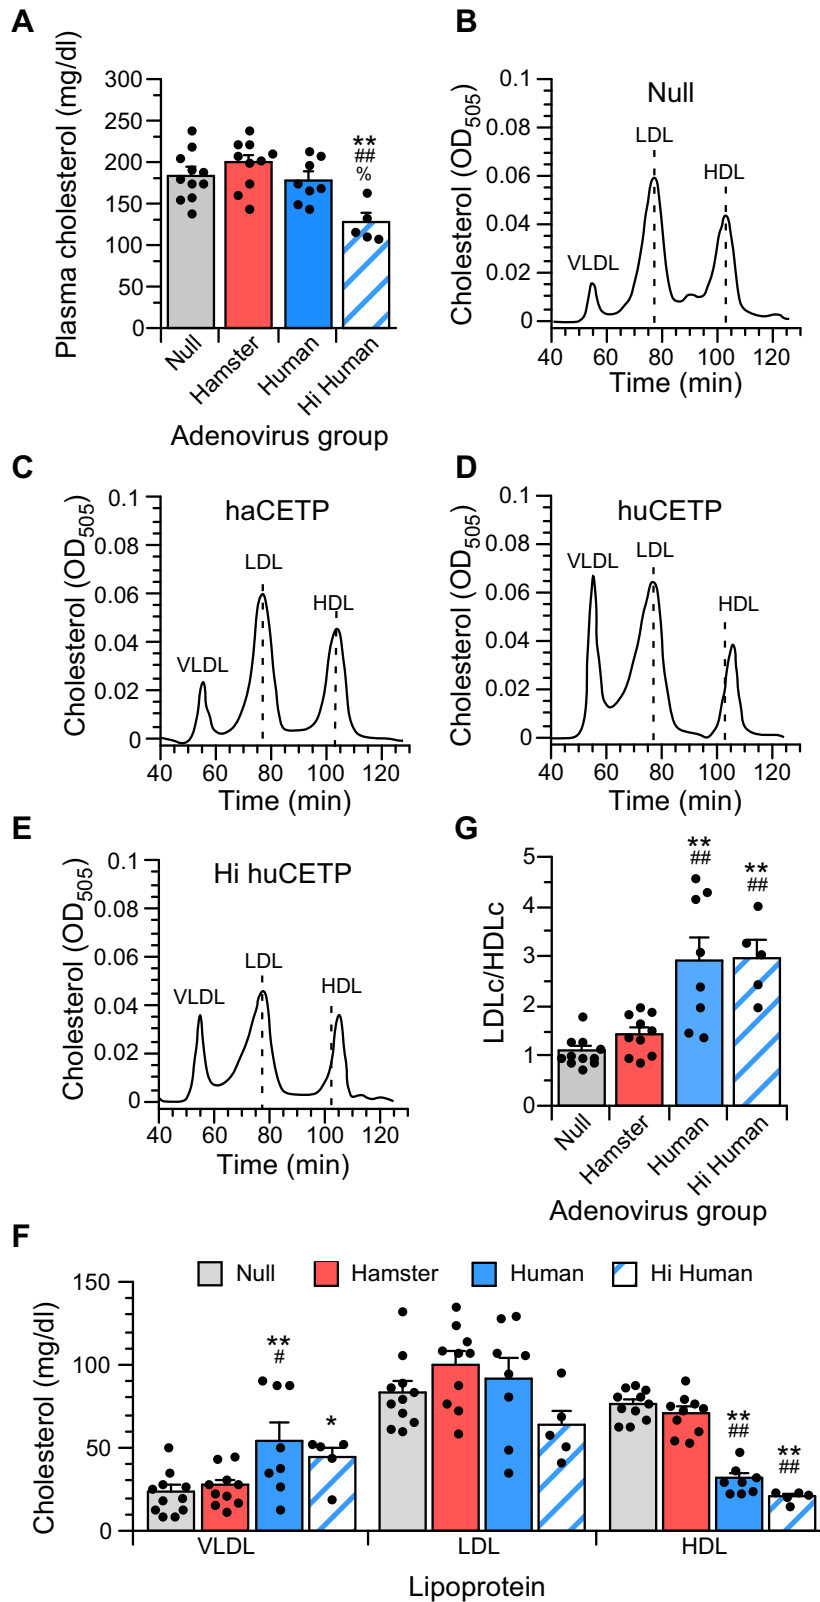 A
Plasma cholesterol (mg/dl)
300
250
200
150
100
50
0
**
##
%
Null
Hamster
Human
Hi Human
Adenovirus group
B
Cholesterol (OD505)
0.1
0.08
0.06
0.04
0.02
0
Null
VLDL
LDL
HDL
40 60 80 100 120
Time (min)
C
Cholesterol (OD505)
0.1
0.08
0.06
0.04
0.02
0
haCETP
VLDL
LDL
HDL
40 60 80 100 120
Time (min)
D
Cholesterol (OD505)
0.1
0.08
0.06
0.04
0.02
0
huCETP
VLDL
LDL
HDL
40 60 80 100 120
Time (min)
E
Cholesterol (OD505)
0.1
0.08
0.06
0.04
0.02
0
Hi huCETP
VLDL
LDL
HDL
40 60 80 100 120
Time (min)
G
LDLc/HDLc
5
4
3
2
1
0
**
##
**
##
Null
Hamster
Human
Hi Human
Adenovirus group
F
Null Hamster Human Hi Human
Cholesterol (mg/dl)
150
100
50
0
**
#
*
**
##
**
##
VLDL LDL HDL
Lipoprotein